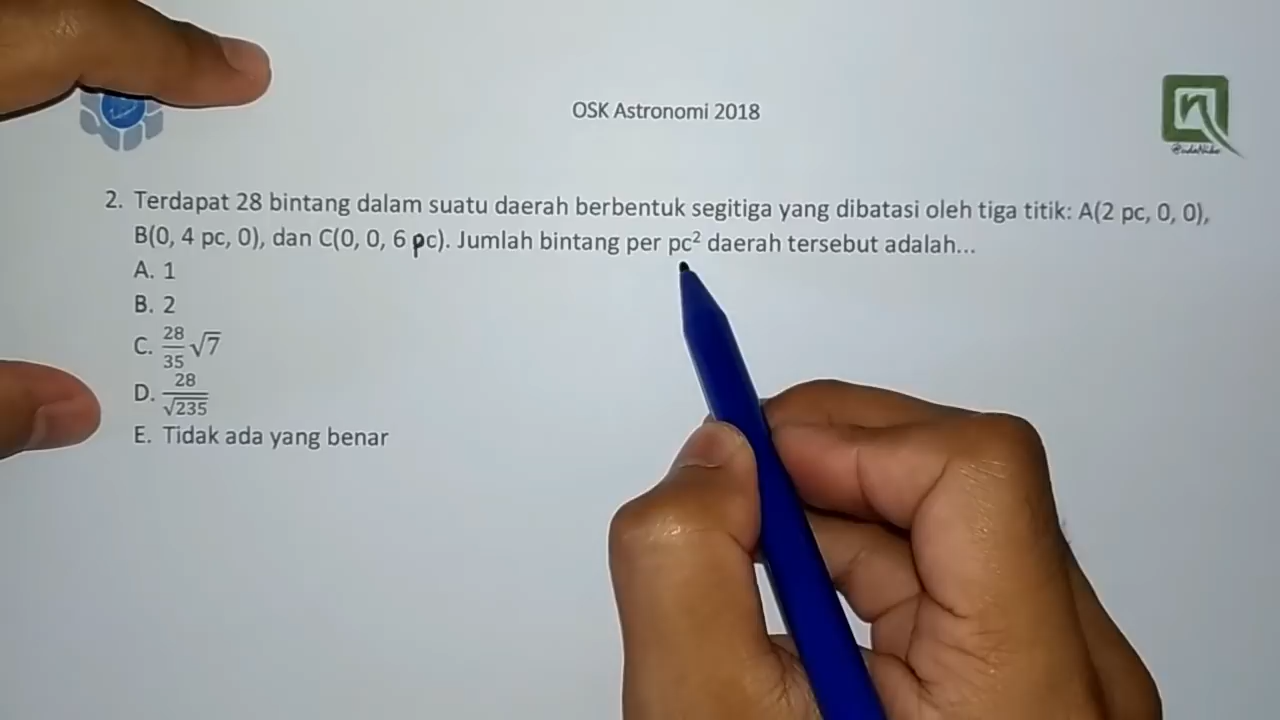 OSK Astronomi 2018
2. Terdapat 28 bintang dalam suatu daerah berbentuk segitiga yang dibatasi oleh tiga titik: A(2 pc, 0, 0),
B(0, 4 pc, 0), dan C(0, 0, 6 pc). Jumlah bintang per pc² daerah tersebut adalah...
A. 1
B. 2
C. 28/35 √7
D. 28/√235
E. Tidak ada yang benar